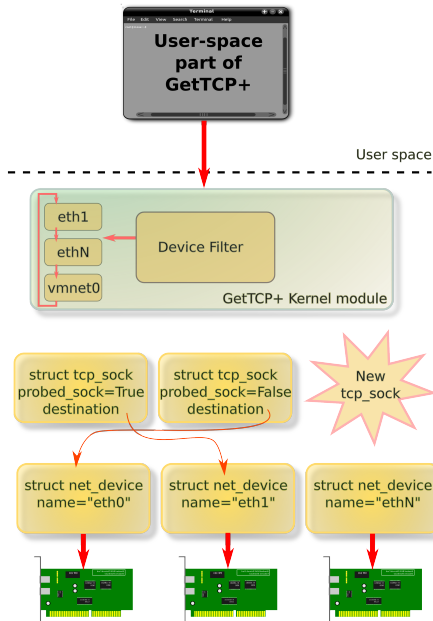 Terminal
File Edit View Search Terminal Help
User-space
part of
GetTCP+
User space
eth1
ethN
vmnet0
Device Filter
GetTCP+ Kernel module
struct tcp_sock
probed_sock=True
destination
struct tcp_sock
probed_sock=False
destination
New
tcp_sock
struct net_device
name="eth0"
struct net_device
name="eth1"
struct net_device
name="ethN"